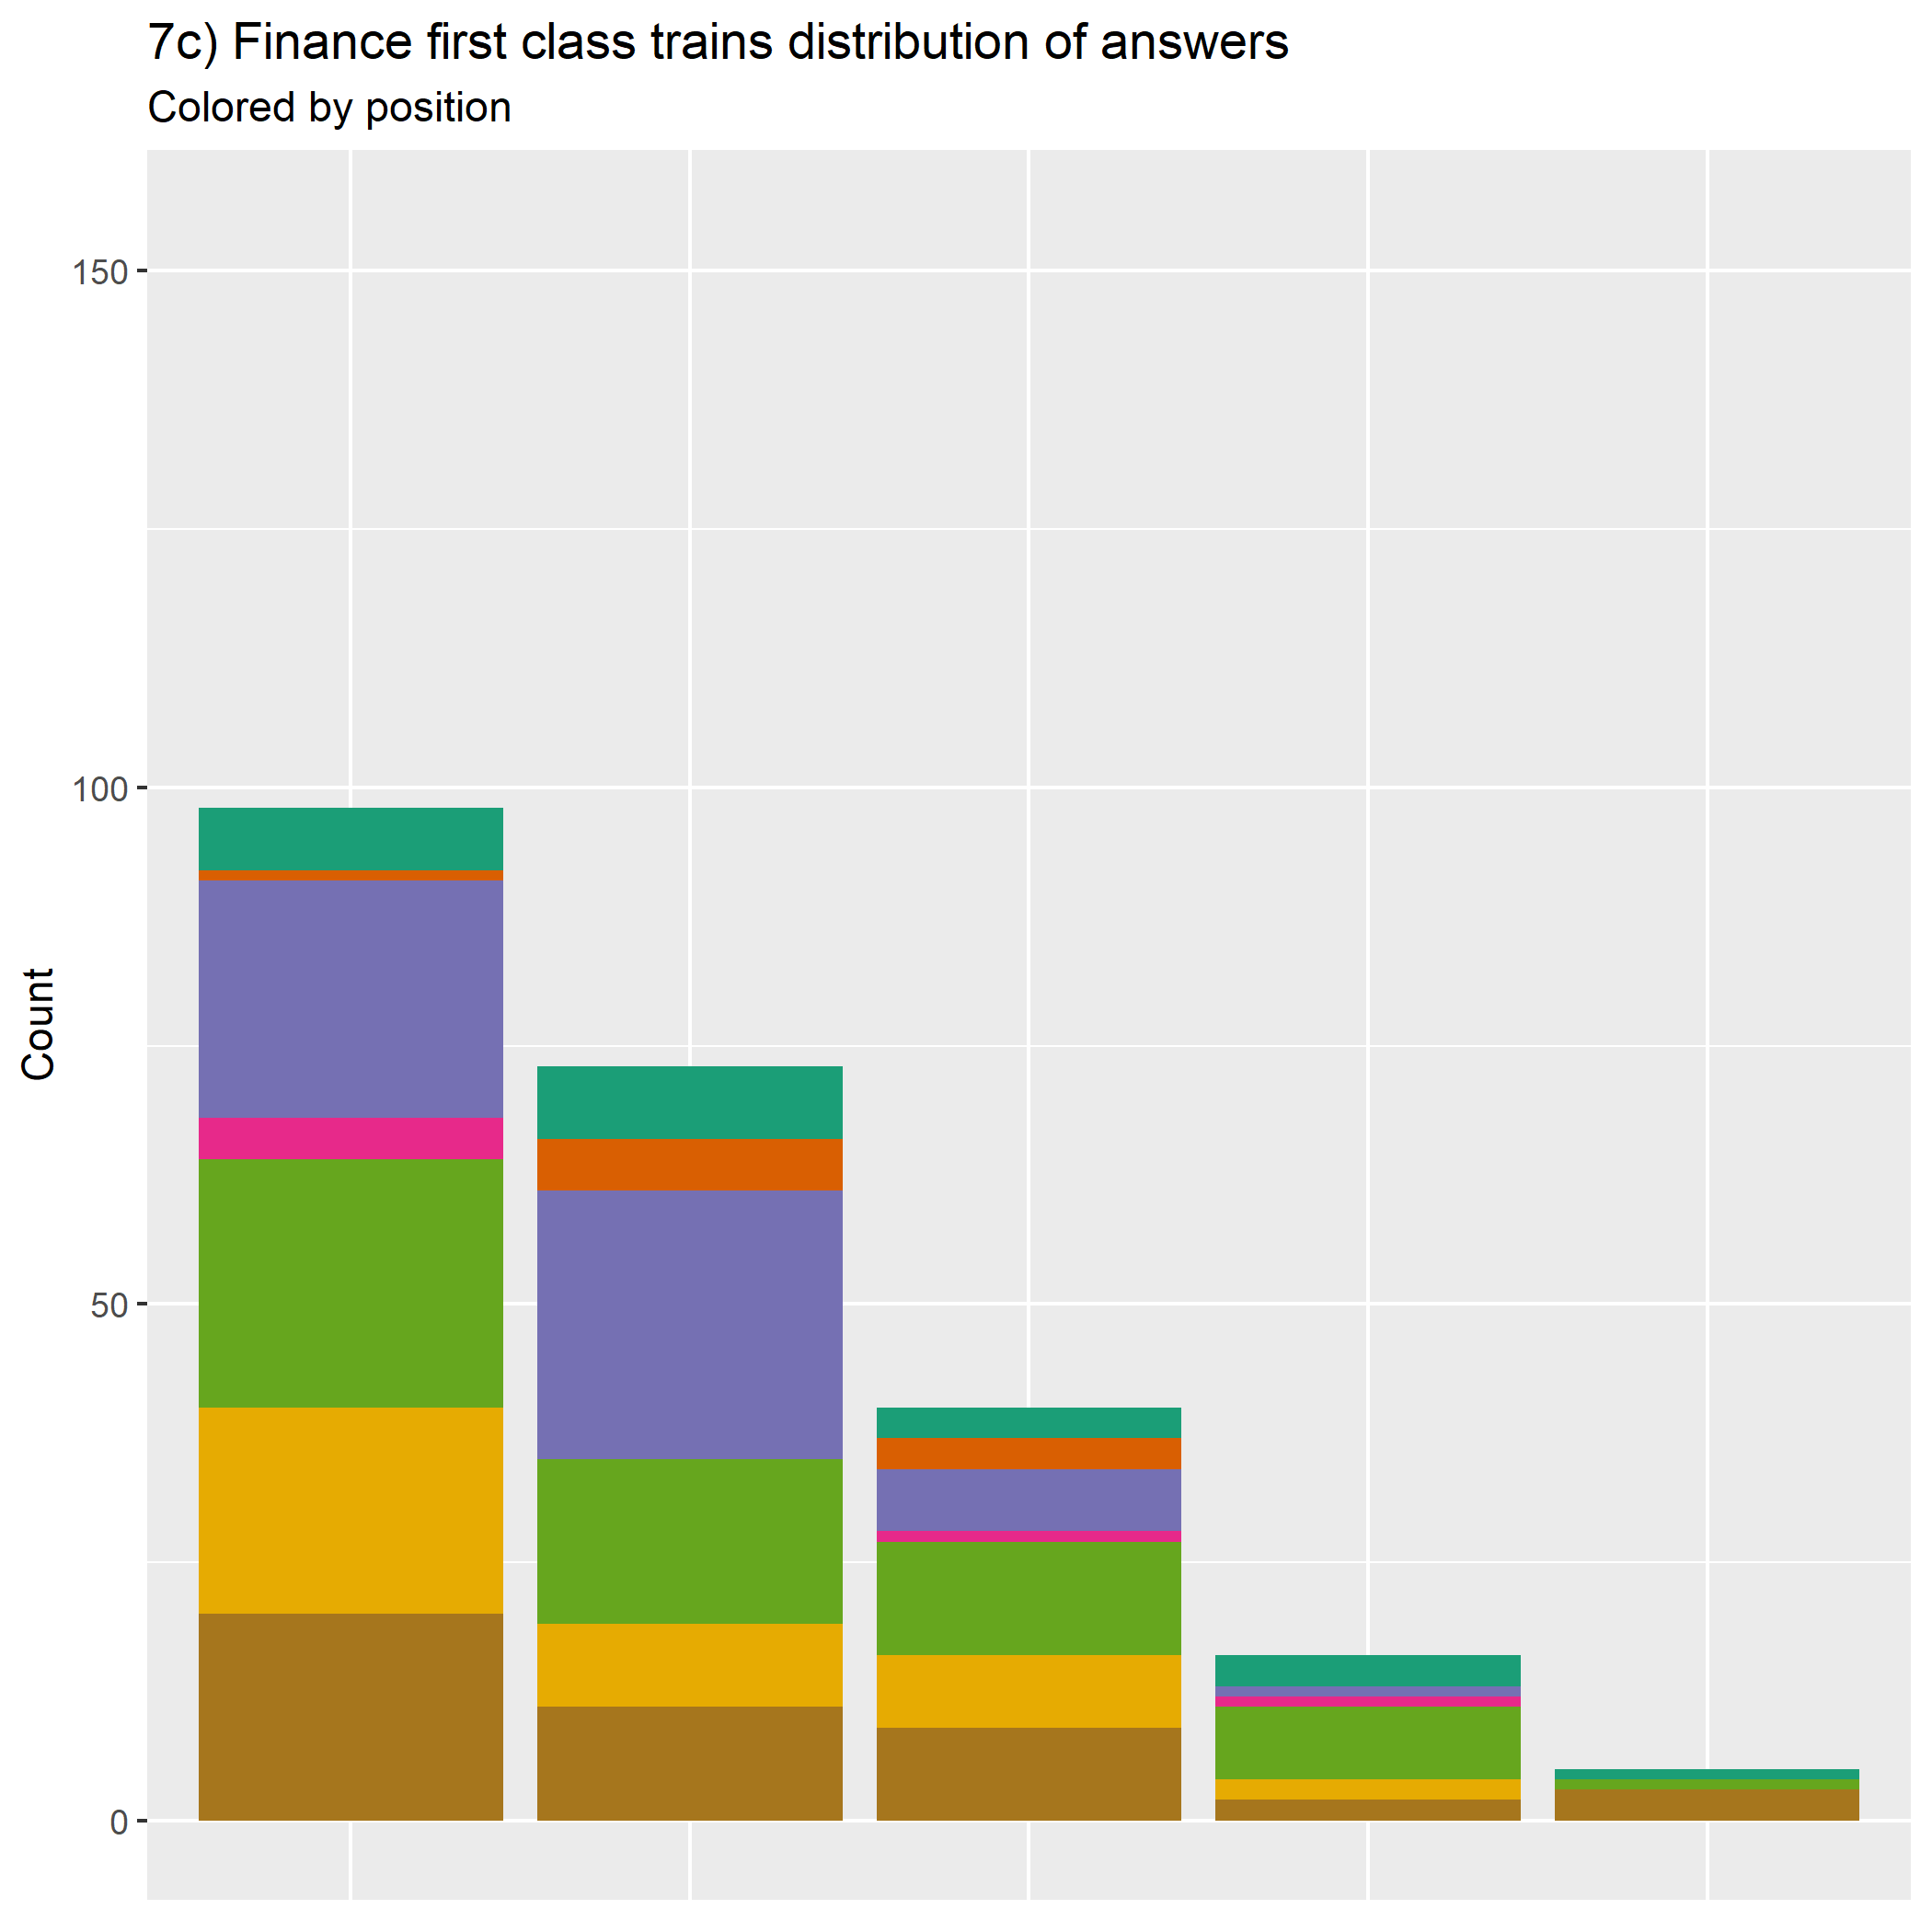 7c) Finance first class trains distribution of answers
Colored by position
150
100
50
0
Count